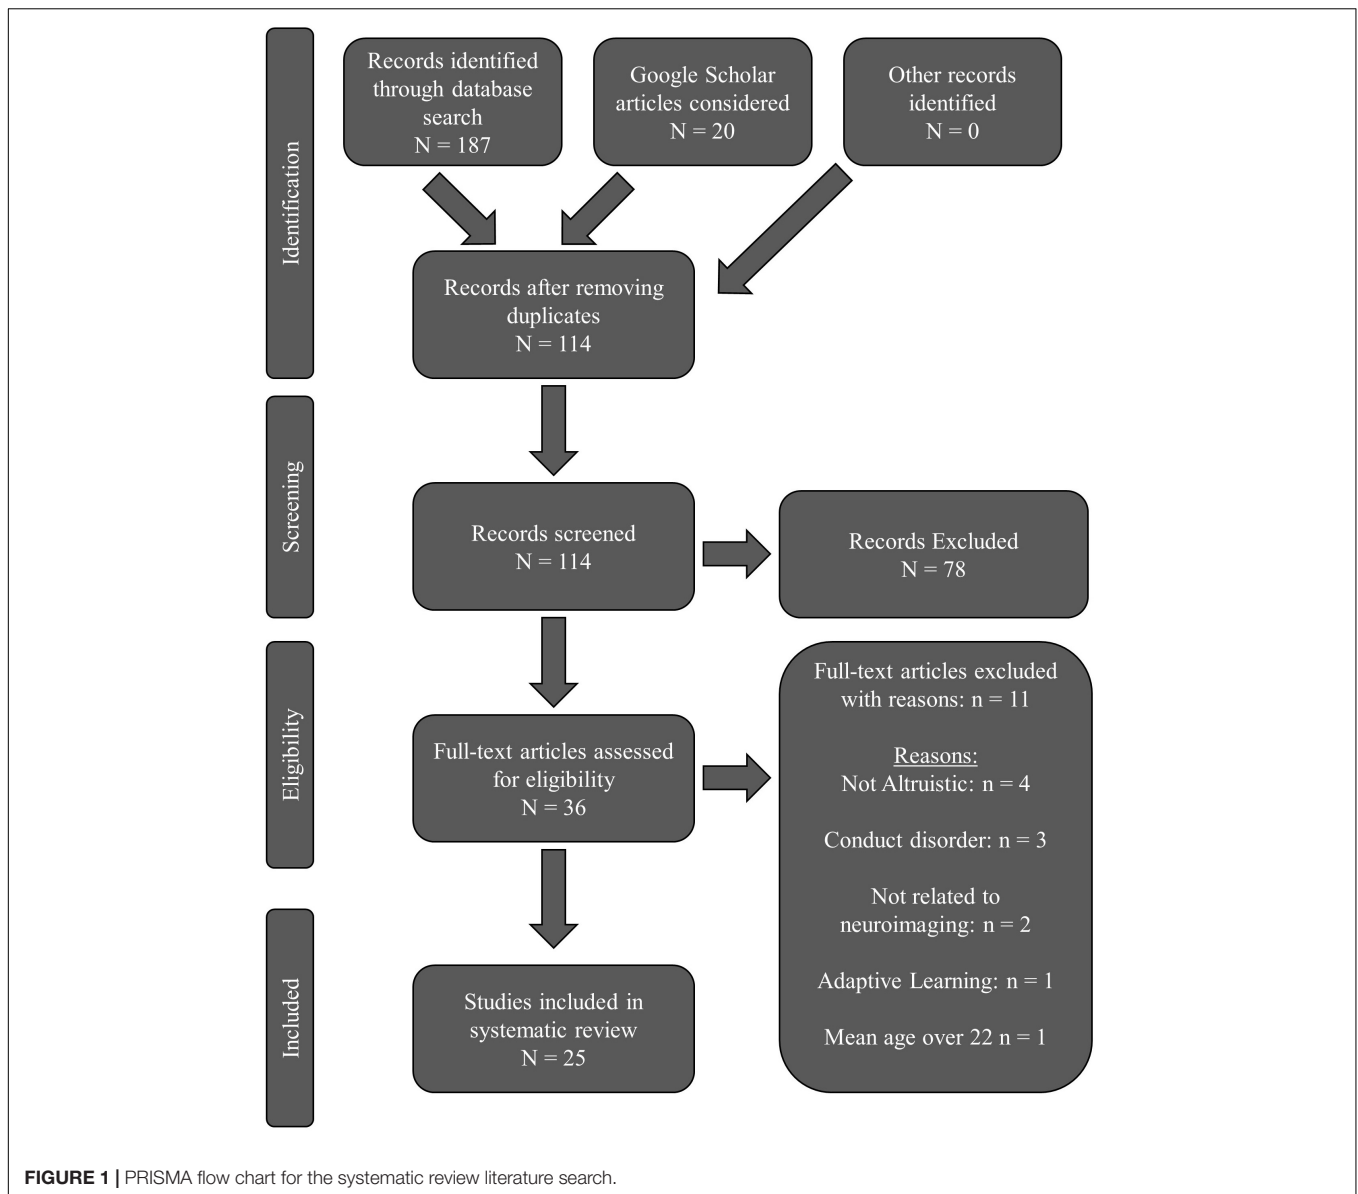 Identification
Records identified
through database
search
N = 187
Google Scholar
articles considered
N = 20
Other records
identified
N = 0
Records after removing
duplicates
N = 114
Screening
Records screened
N = 114
Records Excluded
N = 78
Eligibility
Full-text articles assessed
for eligibility
N = 36
Full-text articles excluded
with reasons: n = 11
Reasons:
Not Altruistic: n = 4
Conduct disorder: n = 3
Not related to
neuroimaging: n = 2
Adaptive Learning: n = 1
Mean age over 22 n = 1
Included
Studies included in
systematic review
N = 25
FIGURE 1 | PRISMA flow chart for the systematic review literature search.